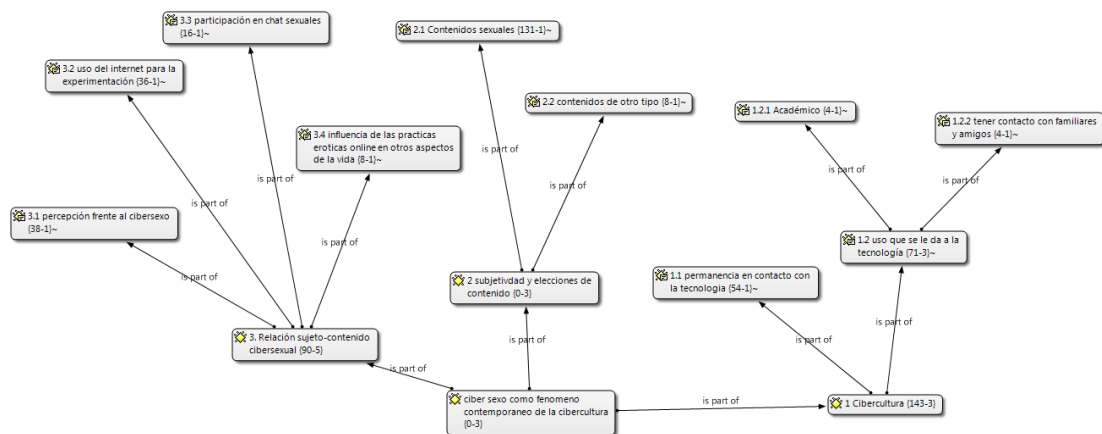 3.3 participación en chat sexuales
{16-1}~
2.1 Contenidos sexuales {131-1}~
3.2 uso del internet para la
experimentación {36-1}~
2.2 contenidos de otro tipo {8-1}~
1.2.1 Académico {4-1}~
1.2.2 tener contacto con familiares
y amigos {4-1}~
3.4 influencia de las practicas
eroticas online en otros aspectos
de la vida {8-1}~
is part of
is part of
is part of
is part of
is part of
is part of
is part of
3.1 percepción frente al cibersexo
{38-1}~
1.2 uso que se le da a la
tecnología {71-3}~
is part of
2 subjetivdad y elecciones de
contenido {0-3}
1.1 permanencia en contacto con
la tecnologia {54-1}~
is part of
is part of
is part of
3. Relación sujeto-contenido
cibersexual {90-5}
is part of
ciber sexo como fenomeno
contemporaneo de la cibercultura
{0-3}
is part of
1 Cibercultura {143-3}